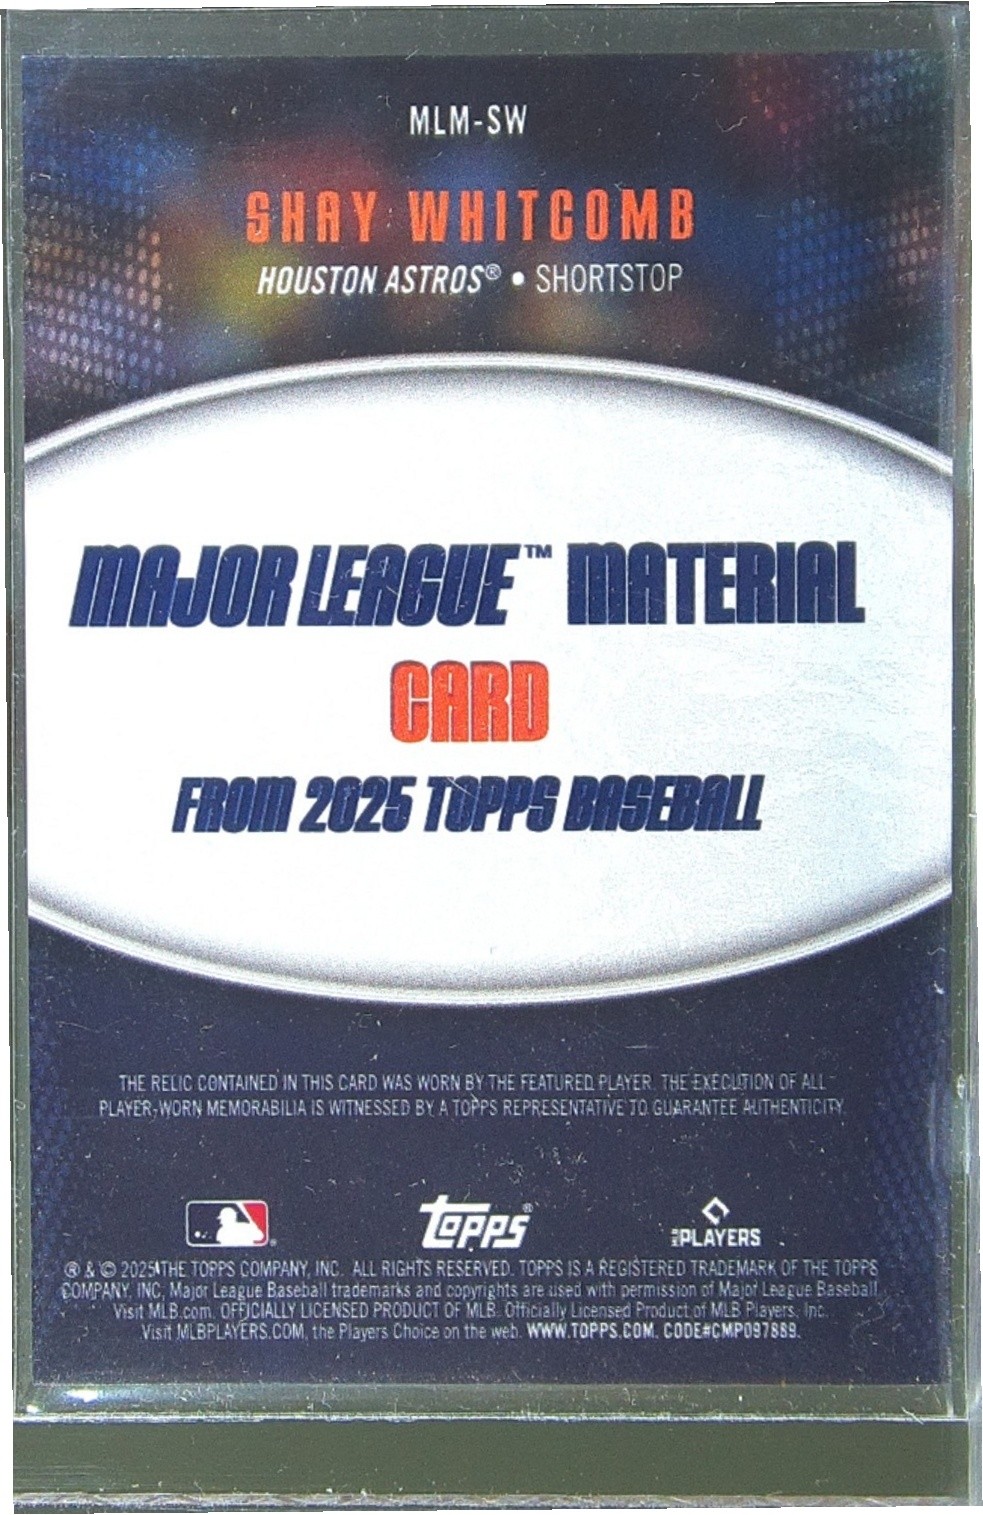 MLM-SW
SHAY WHITCOMB
HOUSTON ASTROS® • SHORTSTOP
MAJOR LEAGUE™ MATERIAL
CARD
FROM 2025 TOPPS BASEBALL
THE RELIC CONTAINED IN THIS CARD WAS WORN BY THE FEATURED PLAYER. THE EXECUTION OF ALL
PLAYER-WORN MEMORABILIA IS WITNESSED BY A TOPPS REPRESENTATIVE TO GUARANTEE AUTHENTICITY.
topps® PLAYERS
® & © 2025 THE TOPPS COMPANY, INC. ALL RIGHTS RESERVED. TOPPS IS A REGISTERED TRADEMARK OF THE TOPPS
COMPANY, INC. Major League Baseball trademarks and copyrights are used with permission of Major League Baseball.
Visit MLB.com. OFFICIALLY LICENSED PRODUCT OF MLB. Officially Licensed Product of MLB Players, Inc.
Visit MLBPLAYERS.COM, the Players Choice on the web. WWW.TOPPS.COM. CODE#CMP097889.